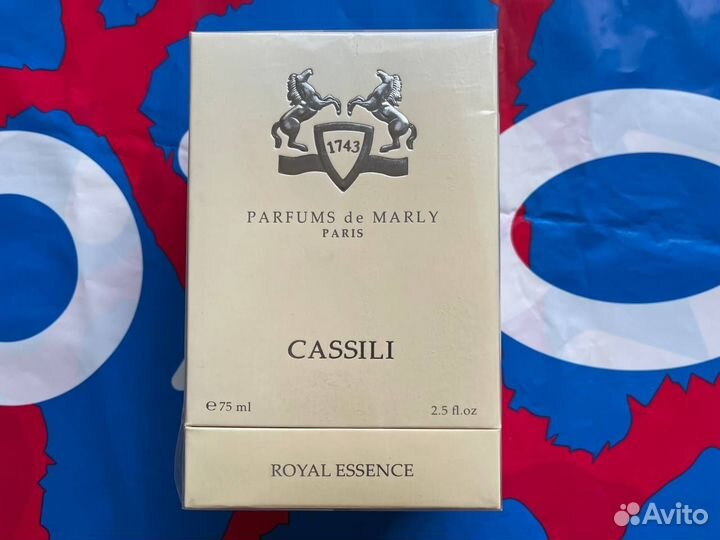 1743
PARFUMS de MARLY
PARIS
CASSILI
℮ 75 ml 2.5 fl.oz
ROYAL ESSENCE
Avito